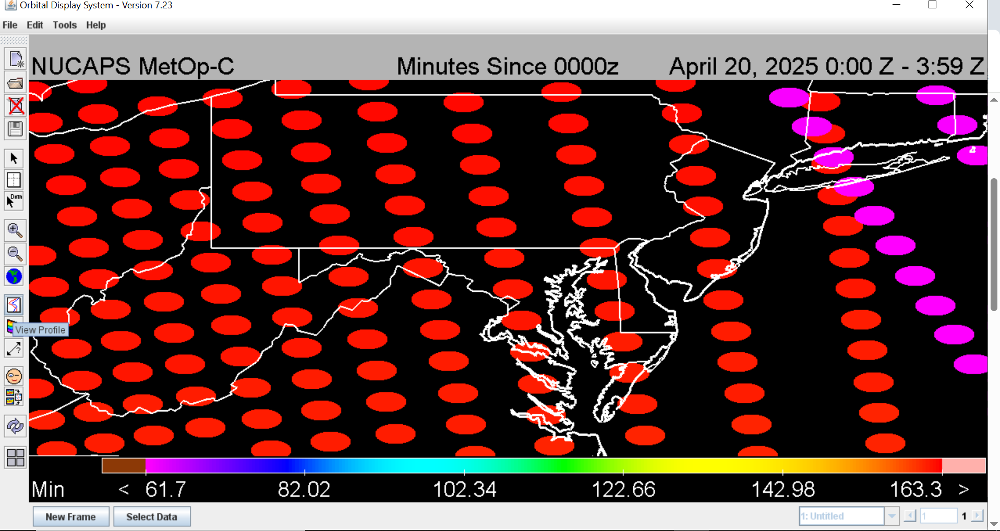 Orbital Display System - Version 7.23
File Edit Tools Help
NUCAPS MetOp-C Minutes Since 0000z April 20, 2025 0:00 Z - 3:59 Z
DATA
View Profile
?
Min < 61.7 82.02 102.34 122.66 142.98 163.3 >
New Frame Select Data 1: Untitled 1 1